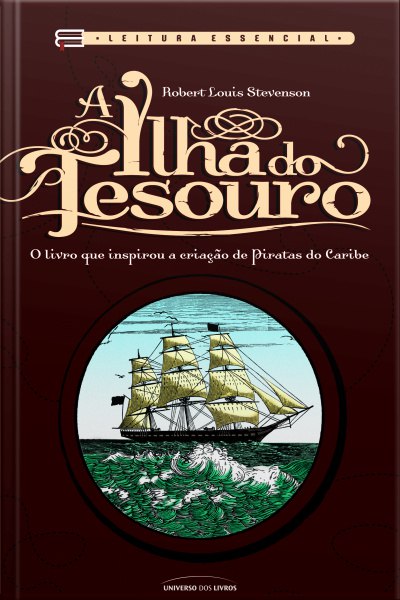 • LEITURA ESSENCIAL •
Robert Louis Stevenson
A Ilha do
Tesouro
O livro que inspirou a criação de Piratas do Caribe
UNIVERSO DOS LIVROS